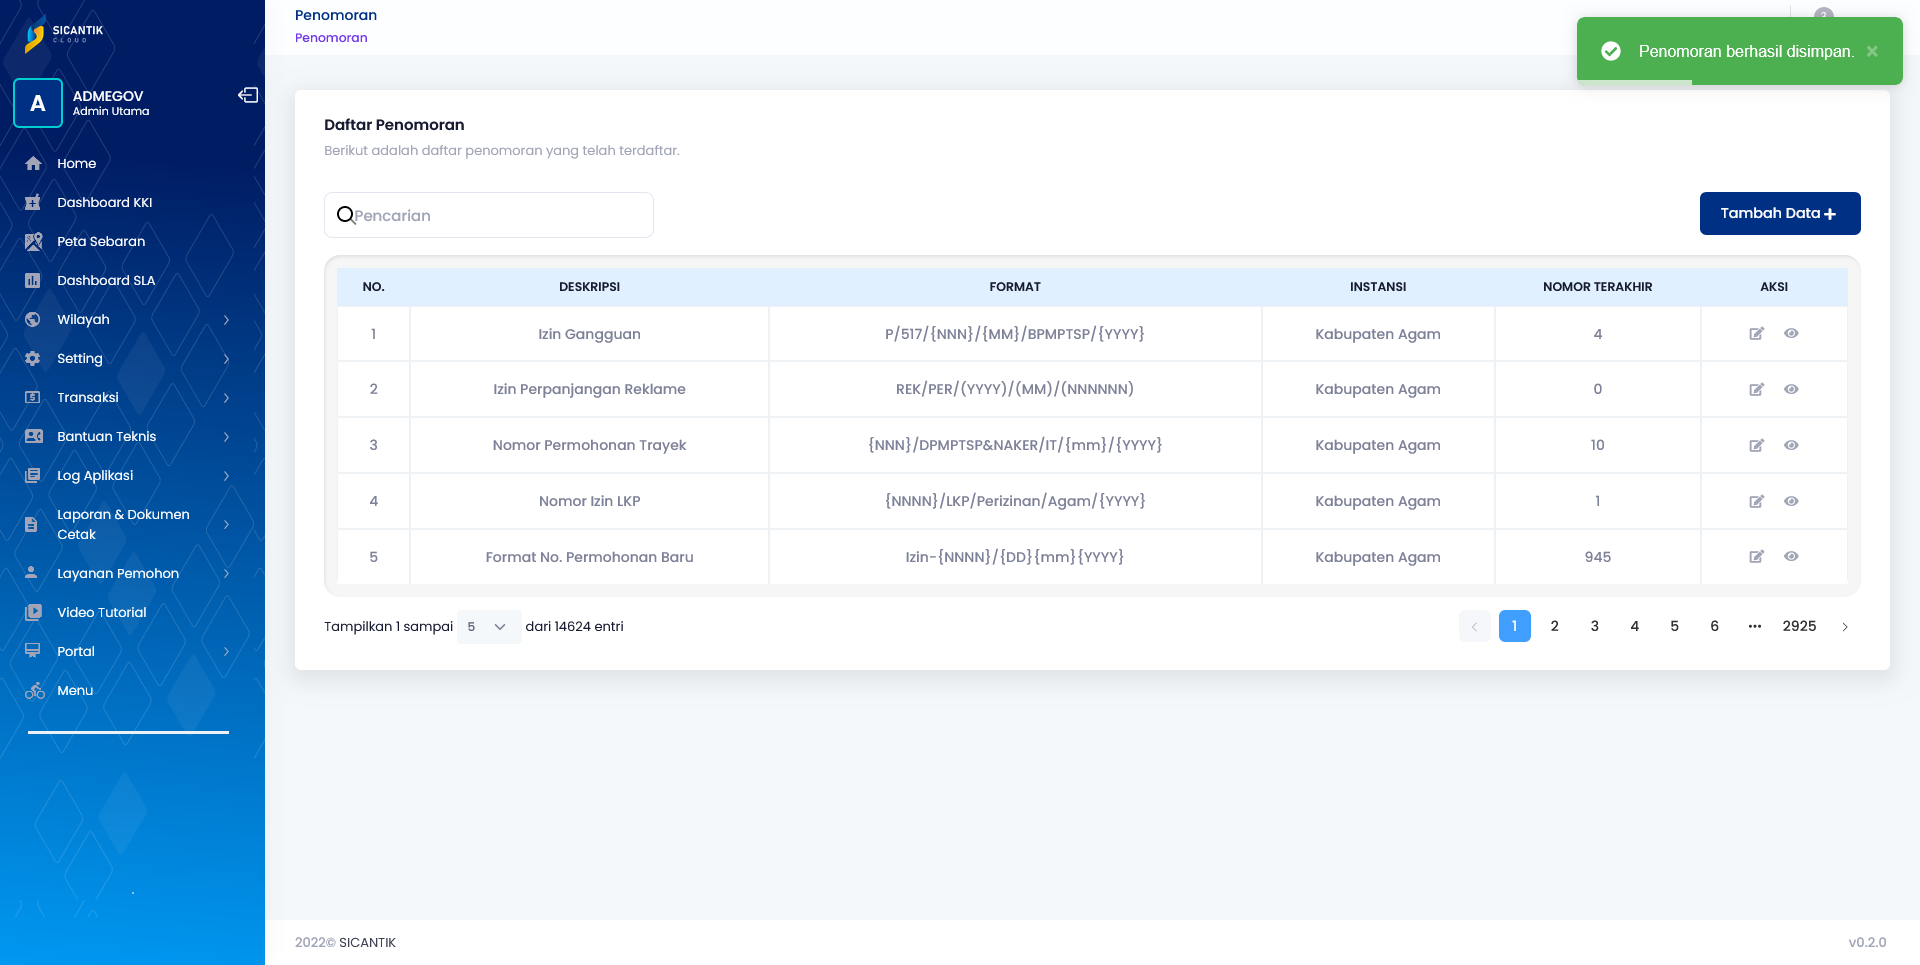 SICANTIK
CLOUD
A
ADMEGOV
Admin Utama
Home
Dashboard KKI
Peta Sebaran
Dashboard SLA
Wilayah
Setting
Transaksi
Bantuan Teknis
Log Aplikasi
Laporan & Dokumen
Cetak
Layanan Pemohon
Video Tutorial
Portal
Menu
Penomoran
Penomoran
Penomoran berhasil disimpan. ×
Daftar Penomoran
Berikut adalah daftar penomoran yang telah terdaftar.
Pencarian
Tambah Data +
NO. DESKRIPSI FORMAT INSTANSI NOMOR TERAKHIR AKSI
1 Izin Gangguan P/517/{NNN}/{MM}/BPMPTSP/{YYYY} Kabupaten Agam 4
2 Izin Perpanjangan Reklame REK/PER/(YYYY)/(MM)/(NNNNNN) Kabupaten Agam 0
3 Nomor Permohonan Trayek {NNN}/DPMPTSP&NAKER/IT/{mm}/{YYYY} Kabupaten Agam 10
4 Nomor Izin LKP {NNNN}/LKP/Perizinan/Agam/{YYYY} Kabupaten Agam 1
5 Format No. Permohonan Baru Izin-{NNNN}/{DD}{mm}{YYYY} Kabupaten Agam 945
Tampilkan 1 sampai 5 dari 14624 entri
1 2 3 4 5 6 ••• 2925
2022© SICANTIK
v0.2.0